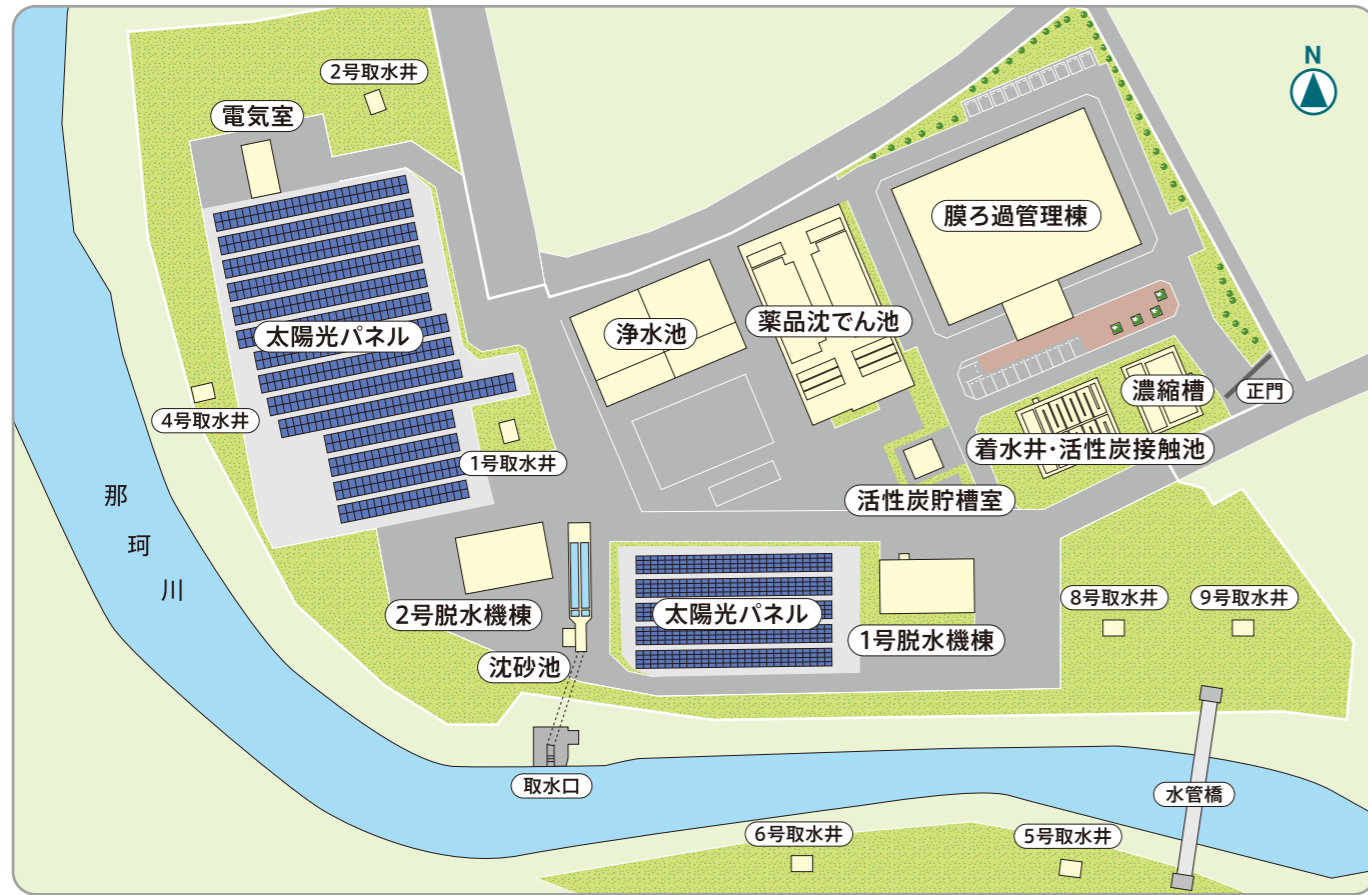 N
2号取水井
電気室
膜ろ過管理棟
太陽光パネル
浄水池
薬品沈でん池
4号取水井
1号取水井
濃縮槽
正門
着水井・活性炭接触池
活性炭貯槽室
那珂川
2号脱水機棟
太陽光パネル
1号脱水機棟
8号取水井
9号取水井
沈砂池
取水口
水管橋
6号取水井
5号取水井